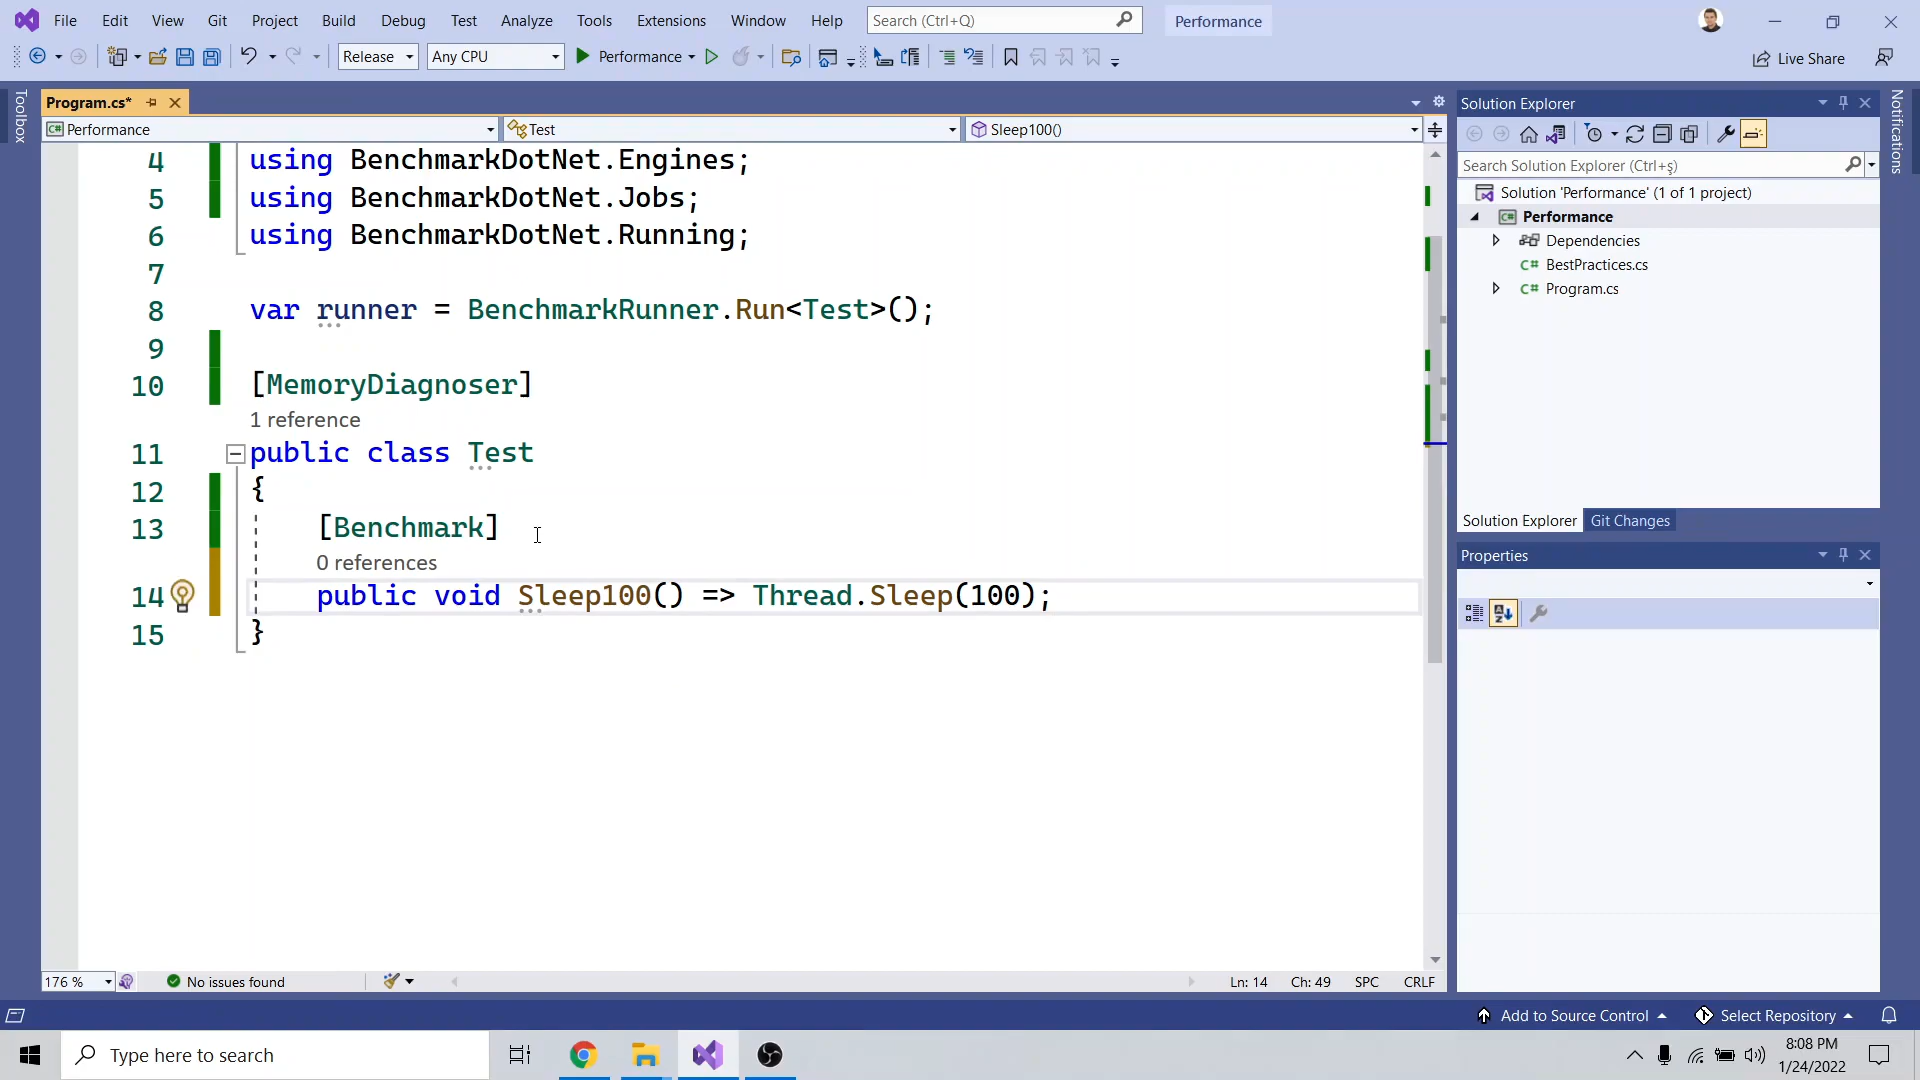 File Edit View Git Project Build Debug Test Analyze Tools Extensions Window Help Search (Ctrl+Q) Performance
Release Any CPU Performance Live Share
Toolbox
Program.cs*
Performance Test Sleep100()
4 using BenchmarkDotNet.Engines;
5 using BenchmarkDotNet.Jobs;
6 using BenchmarkDotNet.Running;
7
8 var runner = BenchmarkRunner.Run<Test>();
9
10 [MemoryDiagnoser]
1 reference
11 public class Test
12 {
13 [Benchmark]
0 references
14 public void Sleep100() => Thread.Sleep(100);
15 }
176 % No issues found Ln: 14 Ch: 49 SPC CRLF
Solution Explorer
Search Solution Explorer (Ctrl+ş)
Solution 'Performance' (1 of 1 project)
C# Performance
Dependencies
C# BestPractices.cs
C# Program.cs
Solution Explorer Git Changes
Properties
Notifications
Add to Source Control Select Repository
Type here to search
8:08 PM
1/24/2022